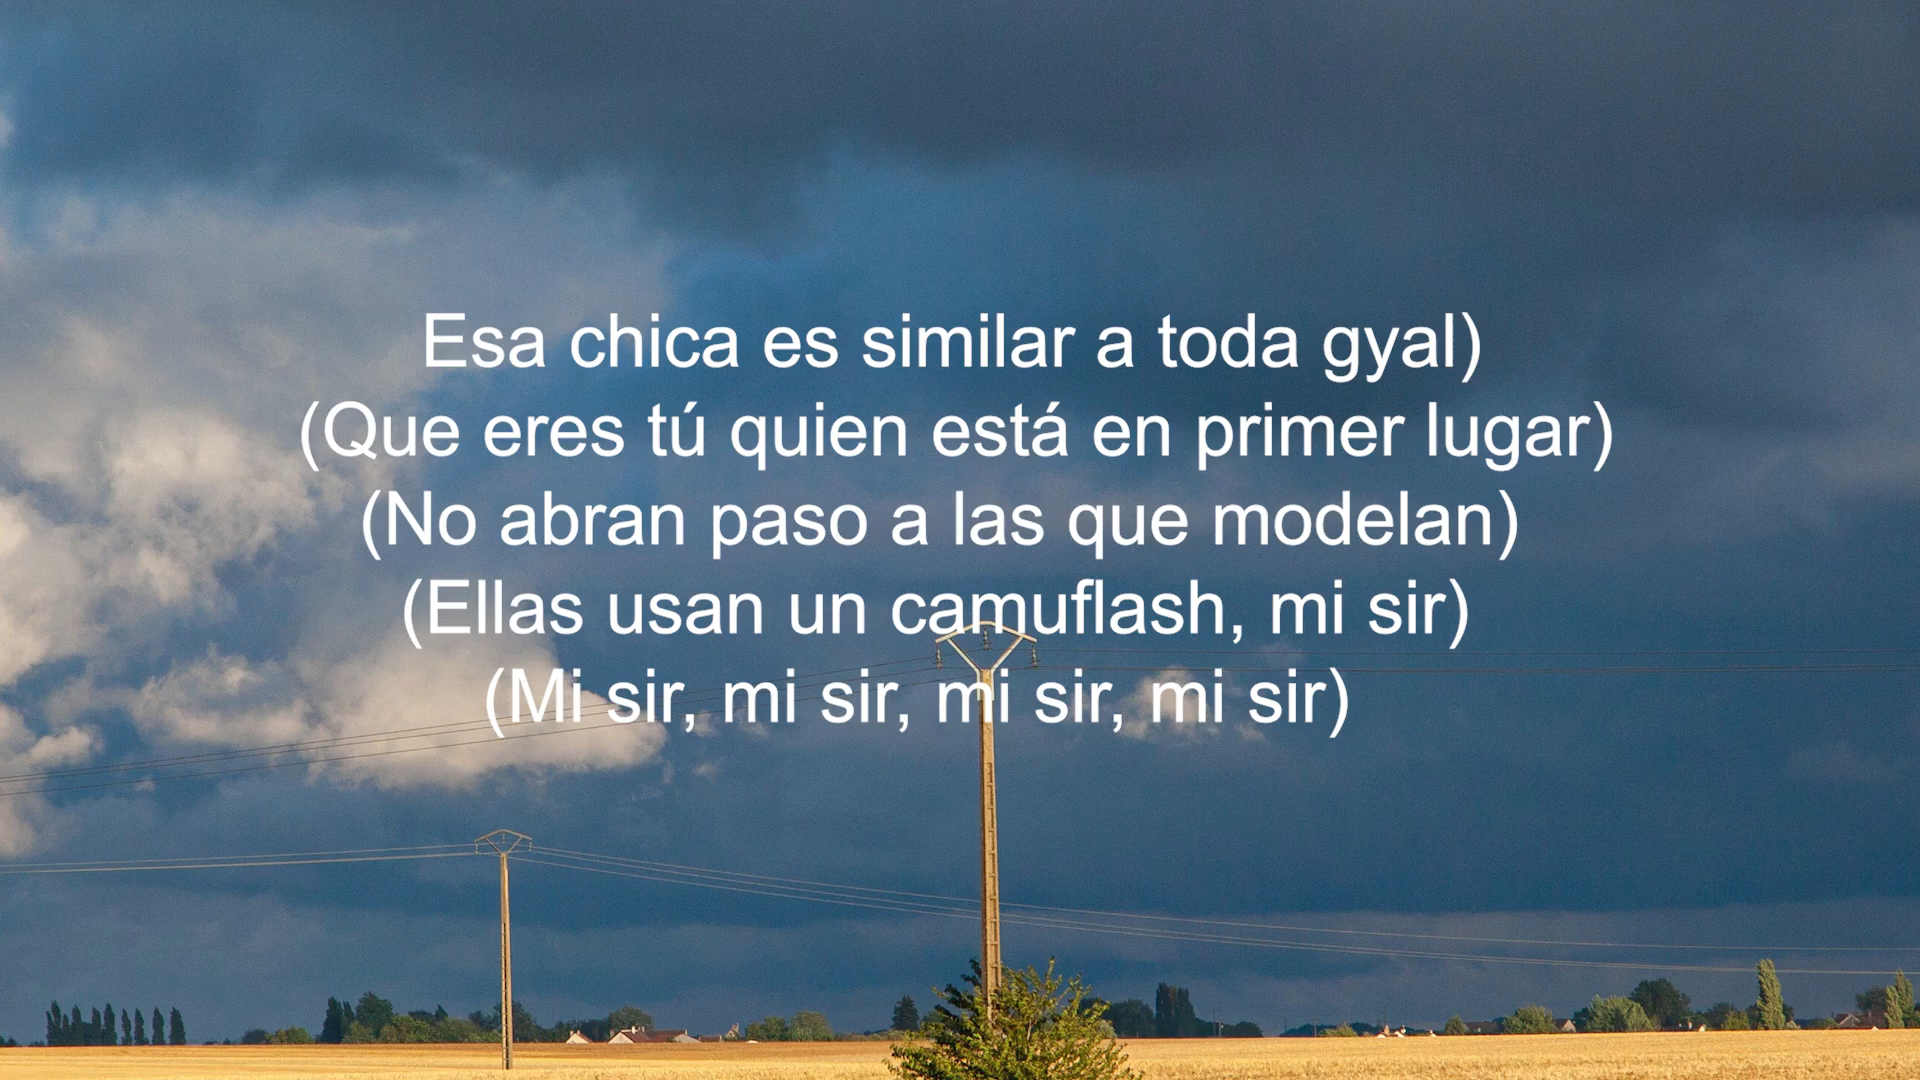 Esa chica es similar a toda gyal)
(Que eres tú quien está en primer lugar)
(No abran paso a las que modelan)
(Ellas usan un camuflash, mi sir)
(Mi sir, mi sir, mi sir, mi sir)